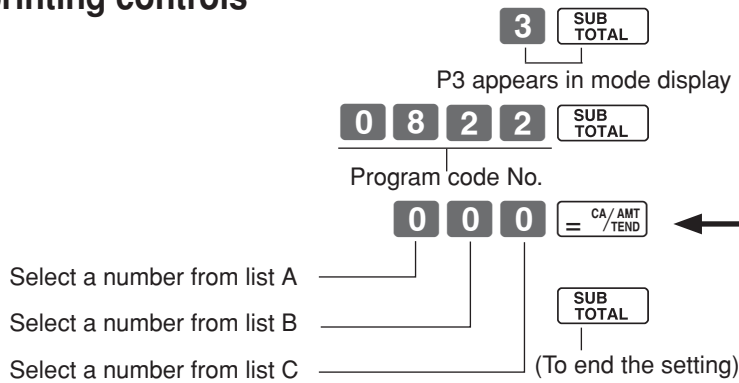 printing controls
3 SUB TOTAL
P3 appears in mode display
0 8 2 2 SUB TOTAL
Program code No.
0 0 0 = CA/AMT/TEND
Select a number from list A
Select a number from list B
SUB TOTAL
Select a number from list C
(To end the setting)